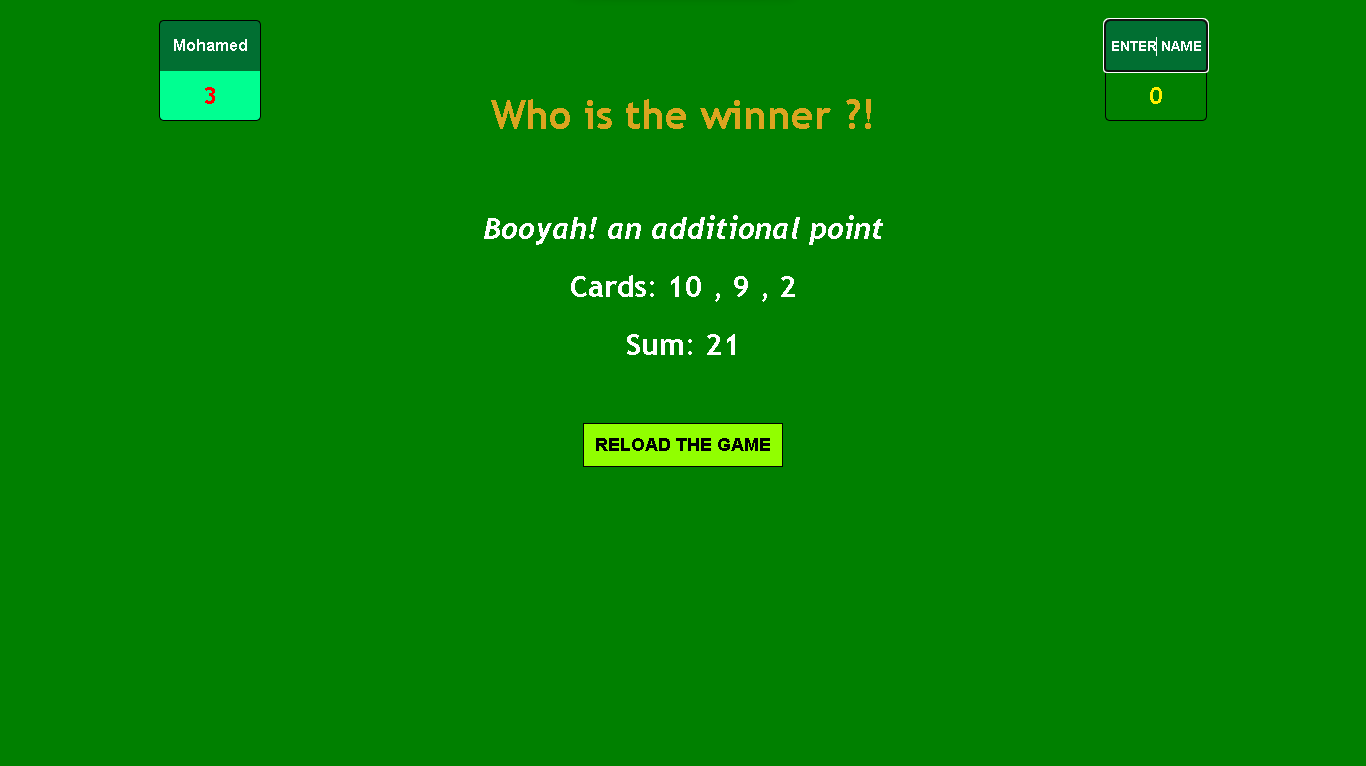 Mohamed
3
ENTER NAME
0
Who is the winner ?!
Booyah! an additional point
Cards: 10 , 9 , 2
Sum: 21
RELOAD THE GAME